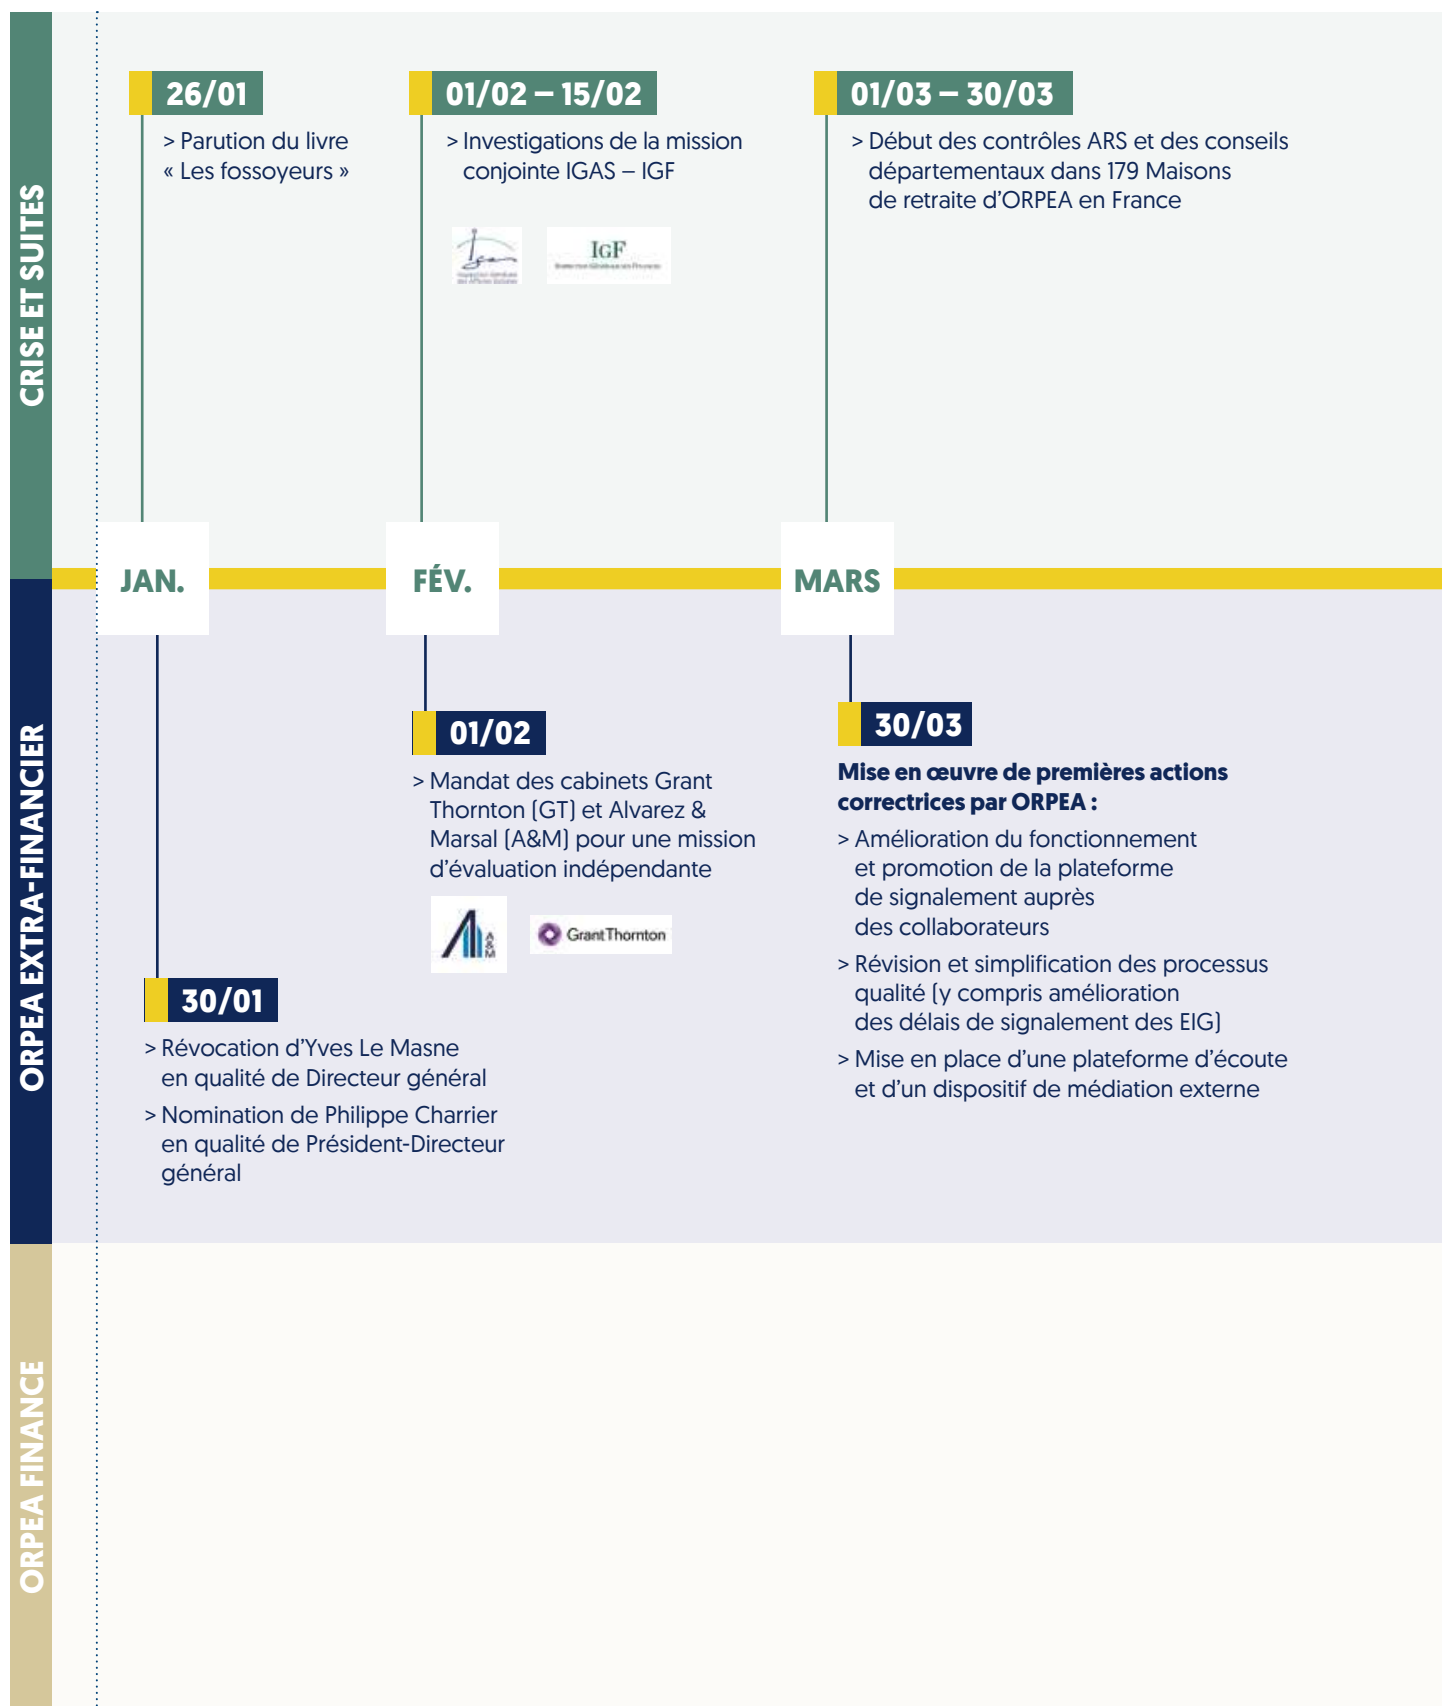 CRISE ET SUITES
26/01
> Parution du livre
« Les fossoyeurs »
01/02 – 15/02
> Investigations de la mission
conjointe IGAS – IGF
IGF
01/03 – 30/03
> Début des contrôles ARS et des conseils
départementaux dans 179 Maisons
de retraite d’ORPEA en France
JAN.
FÉV.
MARS
ORPEA EXTRA-FINANCIER
30/01
> Révocation d’Yves Le Masne
en qualité de Directeur général
> Nomination de Philippe Charrier
en qualité de Président-Directeur
général
01/02
> Mandat des cabinets Grant
Thornton (GT) et Alvarez &
Marsal (A&M) pour une mission
d’évaluation indépendante
A&M
Grant Thornton
30/03
Mise en œuvre de premières actions
correctrices par ORPEA :
> Amélioration du fonctionnement
et promotion de la plateforme
de signalement auprès
des collaborateurs
> Révision et simplification des processus
qualité (y compris amélioration
des délais de signalement des EIG)
> Mise en place d’une plateforme d’écoute
et d’un dispositif de médiation externe
ORPEA FINANCE